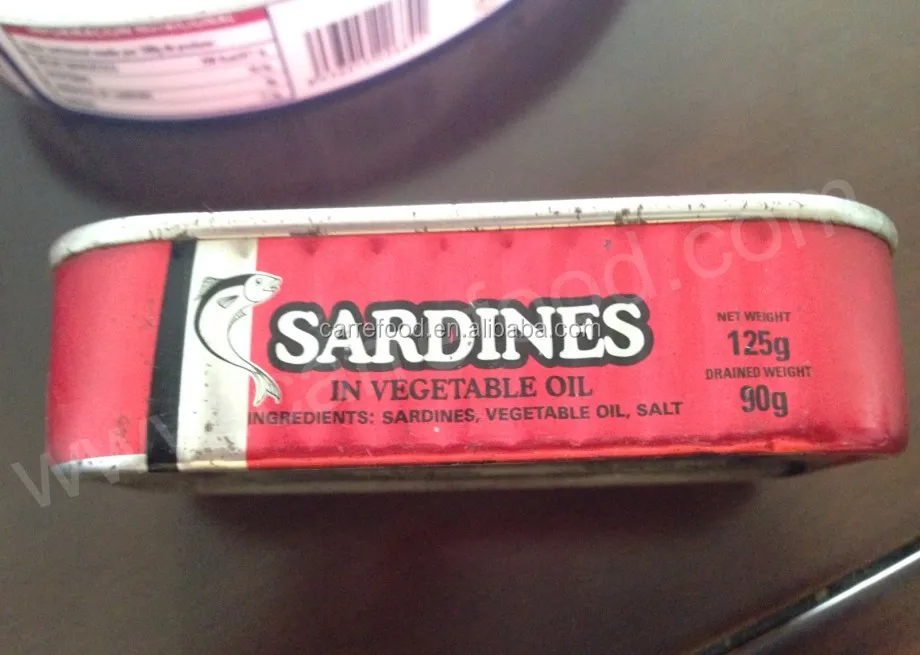 SARDINES
carrefood.en.alibaba.com
IN VEGETABLE OIL
INGREDIENTS: SARDINES, VEGETABLE OIL, SALT
NET WEIGHT
125g
DRAINED WEIGHT
90g